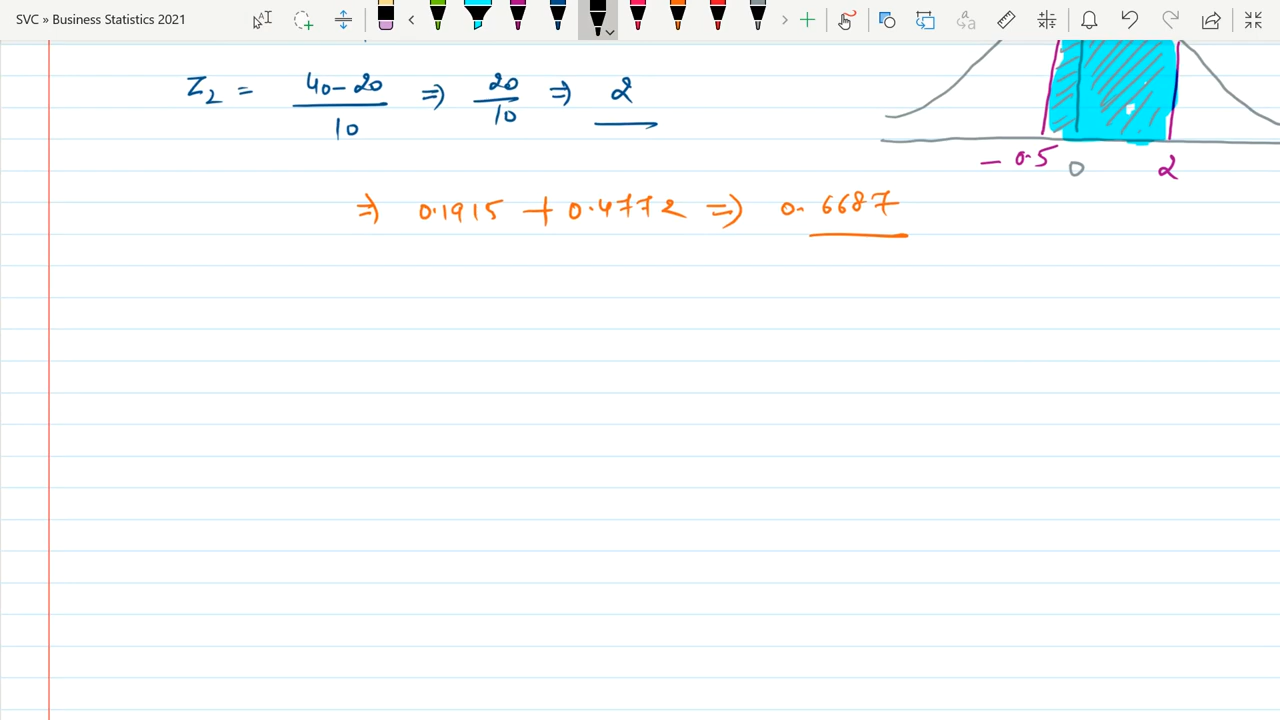 SVC » Business Statistics 2021
Z2 = 40-20/10 ⇒ 20/10 ⇒ 2
-0.5 0 2
⇒ 0.1915 + 0.4772 ⇒ 0.6687